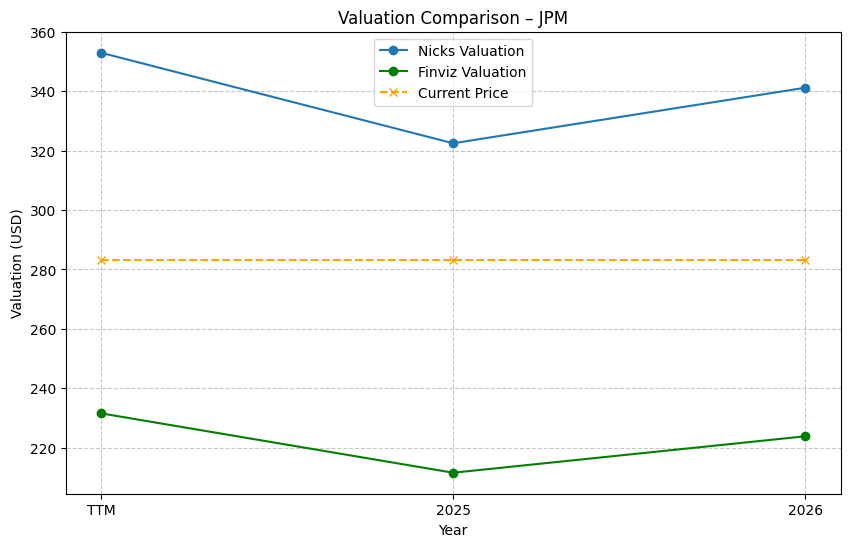 Valuation Comparison – JPM
Nicks Valuation
Finviz Valuation
Current Price
Valuation (USD)
360
340
320
300
280
260
240
220
TTM
2025
2026
Year